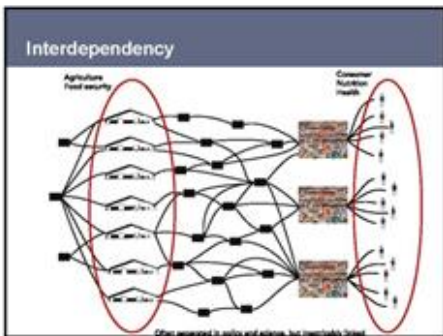 Interdependency
Agriculture
Food security
Consumer
Nutrition
Health
Often separated in policy and science, but inextricably linked